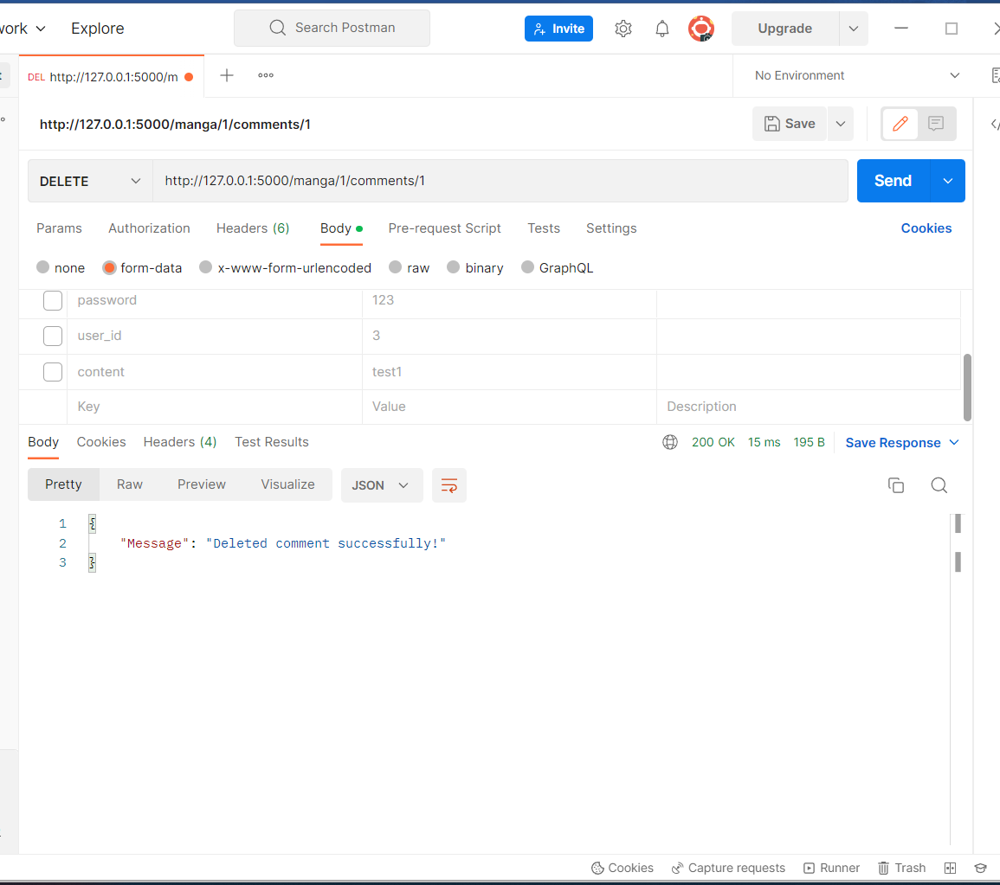 work Explore Search Postman Invite Upgrade
DEL http://127.0.0.1:5000/m No Environment
http://127.0.0.1:5000/manga/1/comments/1 Save
DELETE http://127.0.0.1:5000/manga/1/comments/1 Send
Params Authorization Headers (6) Body Pre-request Script Tests Settings Cookies
none form-data x-www-form-urlencoded raw binary GraphQL
password 123
user_id 3
content test1
Key Value Description
Body Cookies Headers (4) Test Results 200 OK 15 ms 195 B Save Response
Pretty Raw Preview Visualize JSON
1 {
2 "Message": "Deleted comment successfully!"
3 }
Cookies Capture requests Runner Trash